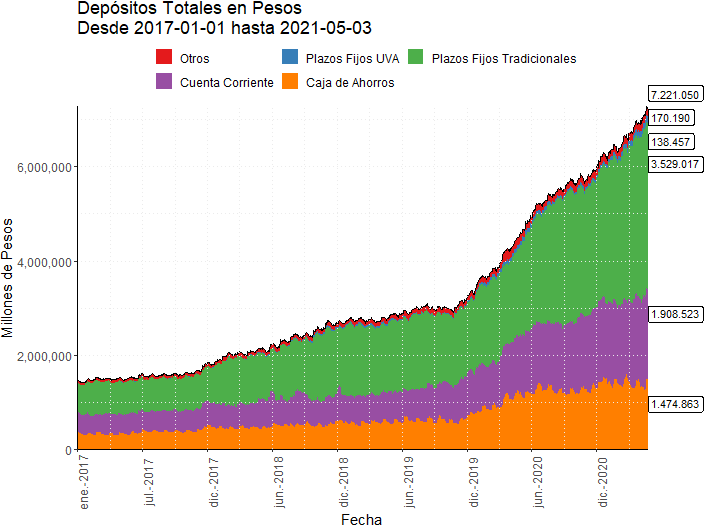 Depósitos Totales en Pesos
Desde 2017-01-01 hasta 2021-05-03
Otros
Plazos Fijos UVA
Plazos Fijos Tradicionales
Cuenta Corriente
Caja de Ahorros
7.221.050
170.190
138.457
3.529.017
1.908.523
1.474.863
Millones de Pesos
6,000,000
4,000,000
2,000,000
0
ene.-2017
jul.-2017
dic.-2017
jun.-2018
dic.-2018
jun.-2019
dic.-2019
jun.-2020
dic.-2020
Fecha